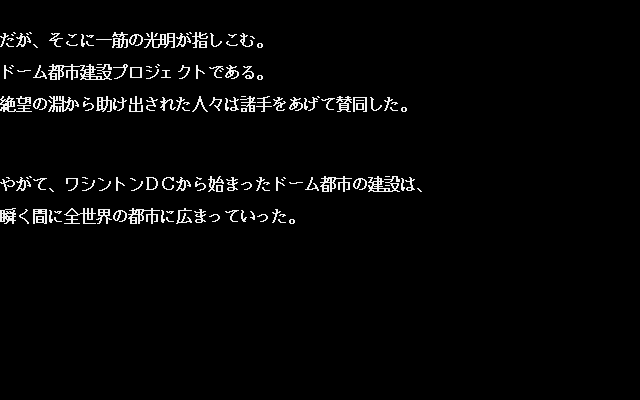 だが、そこに一筋の光明が指しこむ。
ドーム都市建設プロジェクトである。
絶望の淵から助け出された人々は諸手をあげて賛同した。
やがて、ワシントンＤＣから始まったドーム都市の建設は、
瞬く間に全世界の都市に広まっていった。